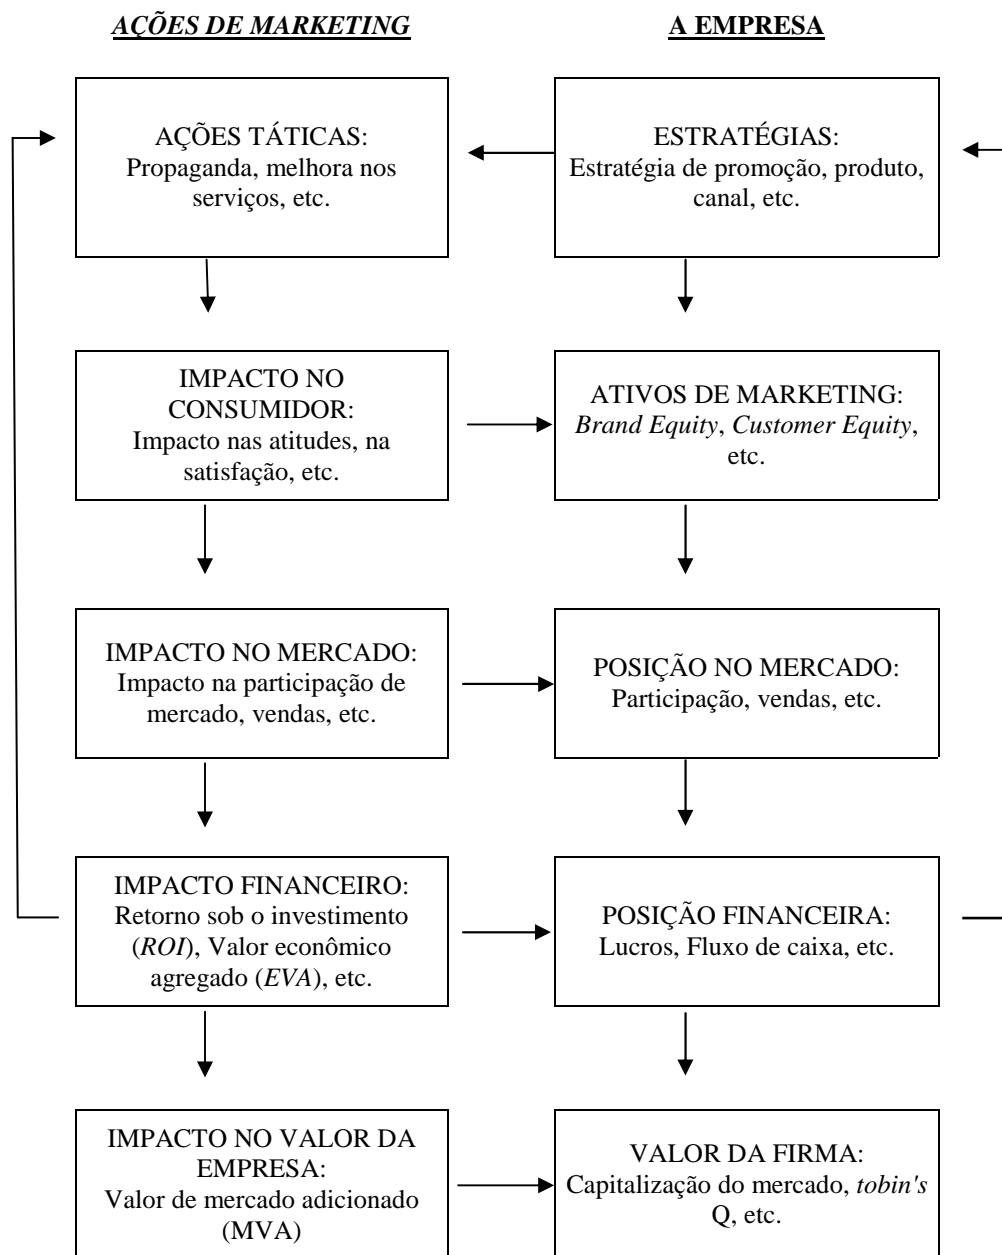 AÇÕES DE MARKETING
A EMPRESA
AÇÕES TÁTICAS:
Propaganda, melhora nos
serviços, etc.
ESTRATÉGIAS:
Estratégia de promoção, produto,
canal, etc.
IMPACTO NO
CONSUMIDOR:
Impacto nas atitudes, na
satisfação, etc.
ATIVOS DE MARKETING:
Brand Equity, Customer Equity,
etc.
IMPACTO NO MERCADO:
Impacto na participação de
mercado, vendas, etc.
POSIÇÃO NO MERCADO:
Participação, vendas, etc.
IMPACTO FINANCEIRO:
Retorno sob o investimento
(ROI), Valor econômico
agregado (EVA), etc.
POSIÇÃO FINANCEIRA:
Lucros, Fluxo de caixa, etc.
IMPACTO NO VALOR DA
EMPRESA:
Valor de mercado adicionado
(MVA)
VALOR DA FIRMA:
Capitalização do mercado, tobin's
Q, etc.